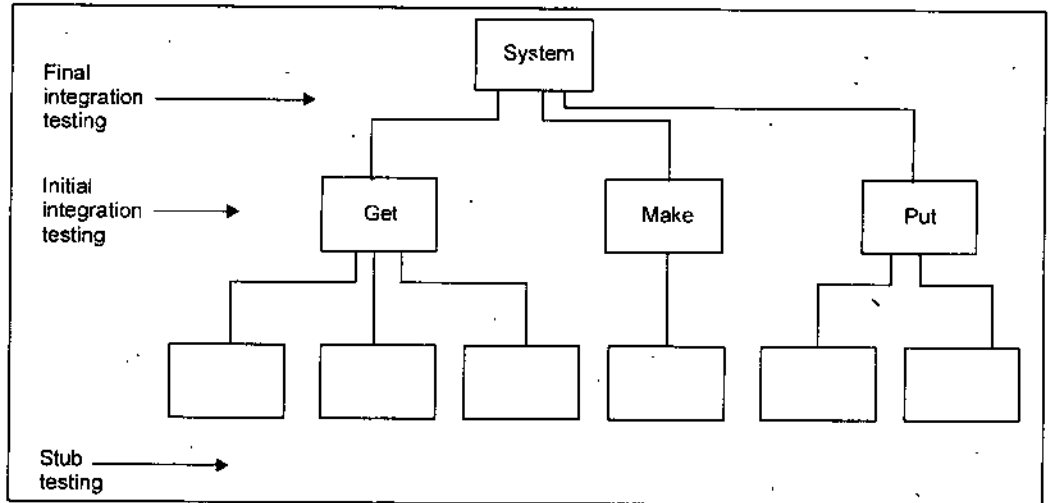 System
Final
integration
testing
Initial
integration
testing
Get
Make
Put
Stub
testing